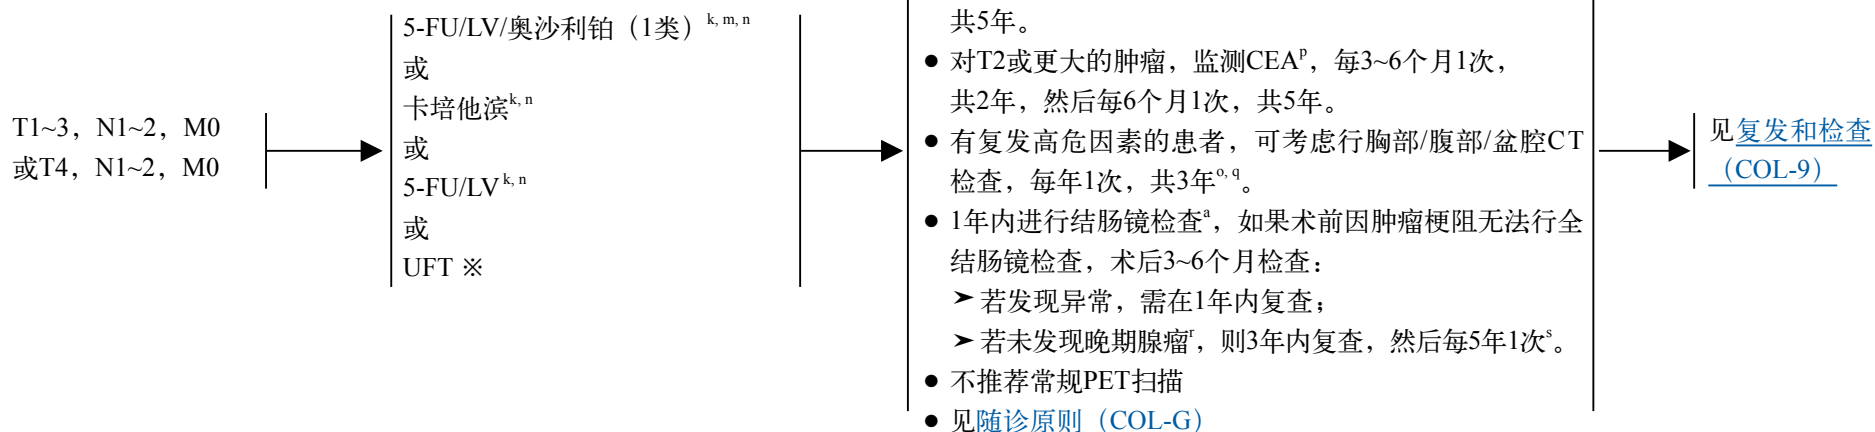 T1~3，N1~2，M0
或T4，N1~2，M0
5-FU/LV/奥沙利铂（1类）k, m, n
或
卡培他滨k, n
或
5-FU/LV k, n
或
UFT ※
共5年。
● 对T2或更大的肿瘤，监测CEAp，每3~6个月1次，
共2年，然后每6个月1次，共5年。
● 有复发高危因素的患者，可考虑行胸部/腹部/盆腔CT
检查，每年1次，共3年o, q。
● 1年内进行结肠镜检查a，如果术前因肿瘤梗阻无法行全
结肠镜检查，术后3~6个月检查：
➤ 若发现异常，需在1年内复查；
➤ 若未发现晚期腺瘤r，则3年内复查，然后每5年1次s。
● 不推荐常规PET扫描
● 见随诊原则（COL-G）
见复发和检查
（COL-9）